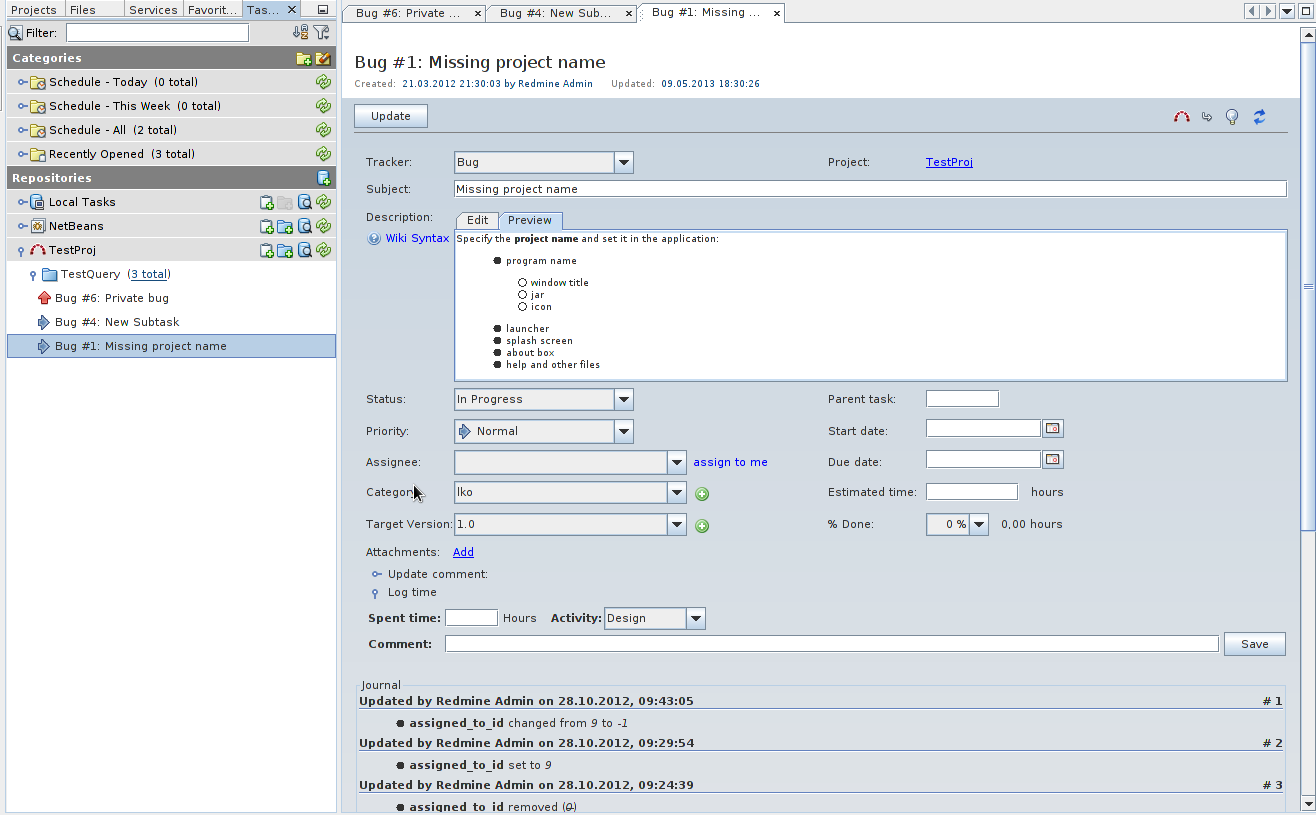 Projects Files Services Favorit... Tas...
Filter:
Categories
Schedule - Today (0 total)
Schedule - This Week (0 total)
Schedule - All (2 total)
Recently Opened (3 total)
Repositories
Local Tasks
NetBeans
TestProj
TestQuery (3 total)
Bug #6: Private bug
Bug #4: New Subtask
Bug #1: Missing project name
Bug #6: Private ... Bug #4: New Sub... Bug #1: Missing ...
Bug #1: Missing project name
Created: 21.03.2012 21:30:03 by Redmine Admin Updated: 09.05.2013 18:30:26
Update
Tracker: Bug Project: TestProj
Subject: Missing project name
Description: Edit Preview
Wiki Syntax
Specify the project name and set it in the application:
program name
window title
jar
icon
launcher
splash screen
about box
help and other files
Status: In Progress Parent task:
Priority: Normal Start date:
Assignee: assign to me Due date:
Category lko Estimated time: hours
Target Version: 1.0 % Done: 0 % 0,00 hours
Attachments: Add
Update comment:
Log time
Spent time: Hours Activity: Design
Comment: Save
Journal
Updated by Redmine Admin on 28.10.2012, 09:43:05 # 1
assigned_to_id changed from 9 to -1
Updated by Redmine Admin on 28.10.2012, 09:29:54 # 2
assigned_to_id set to 9
Updated by Redmine Admin on 28.10.2012, 09:24:39 # 3
assigned_to_id removed (0)